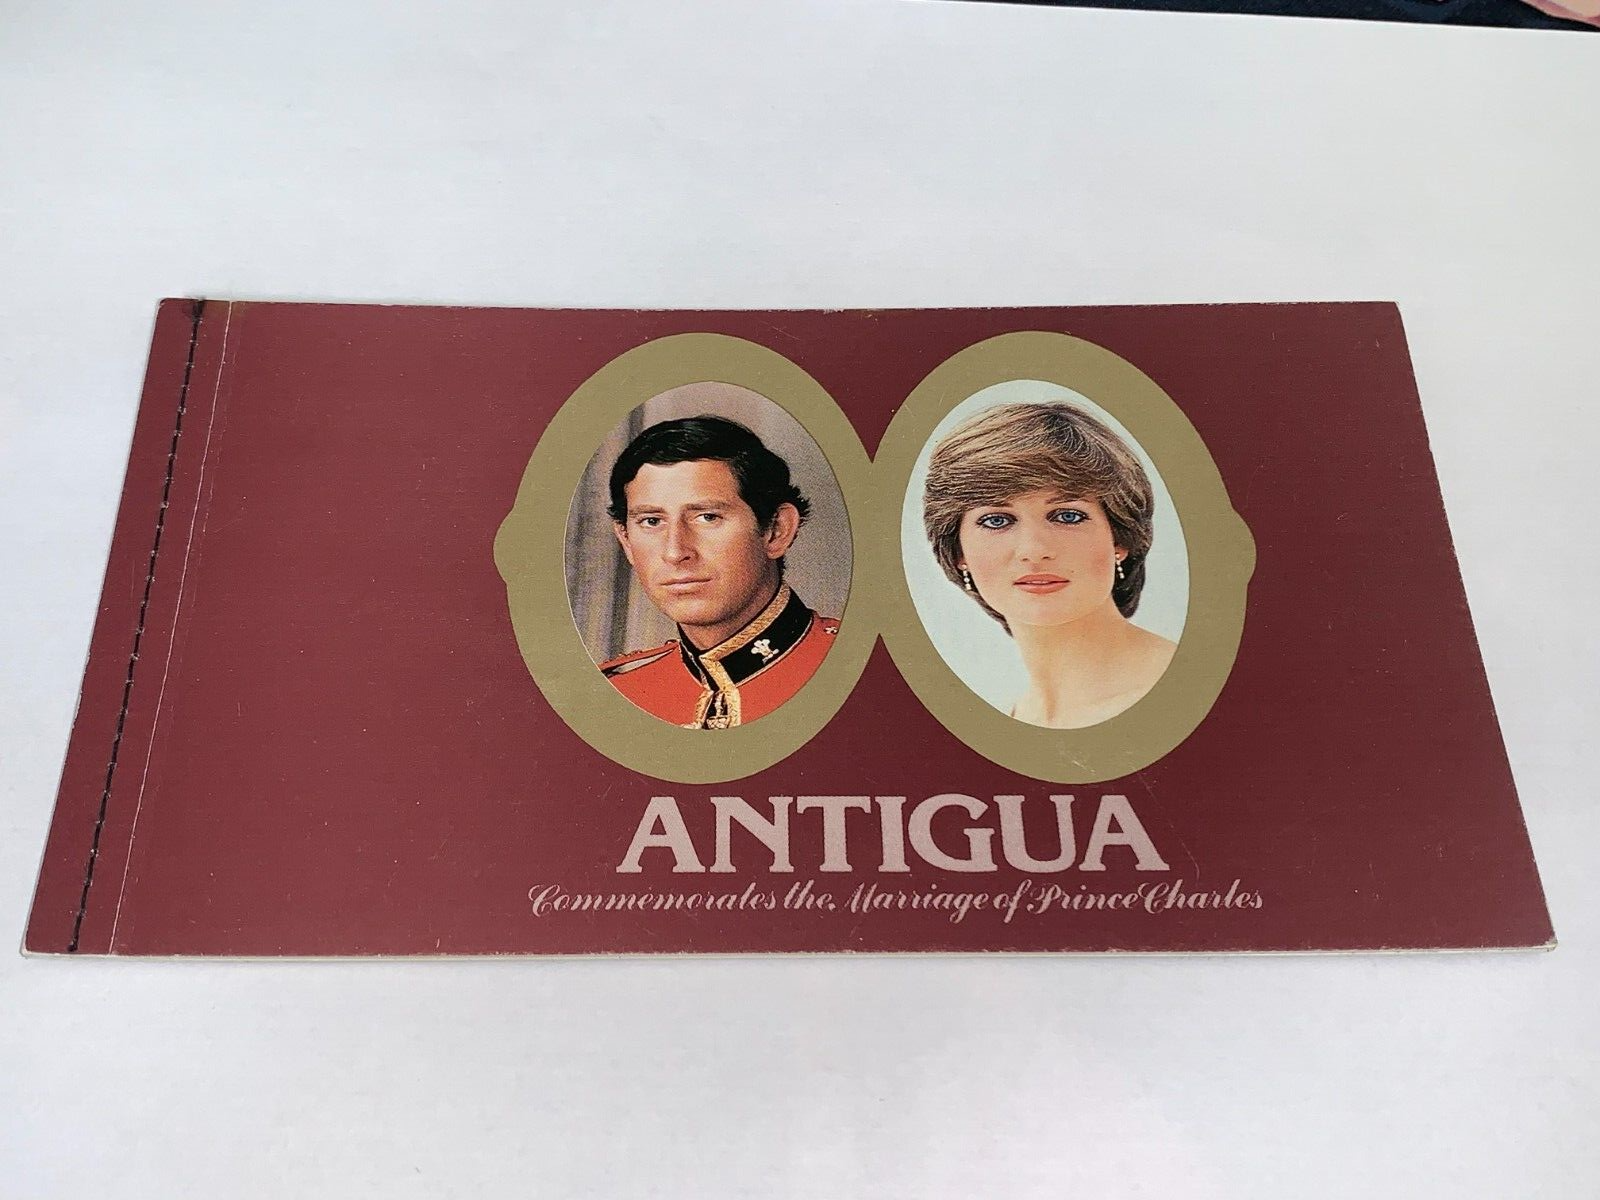 ANTIGUA
Commemorates the Marriage of Prince Charles